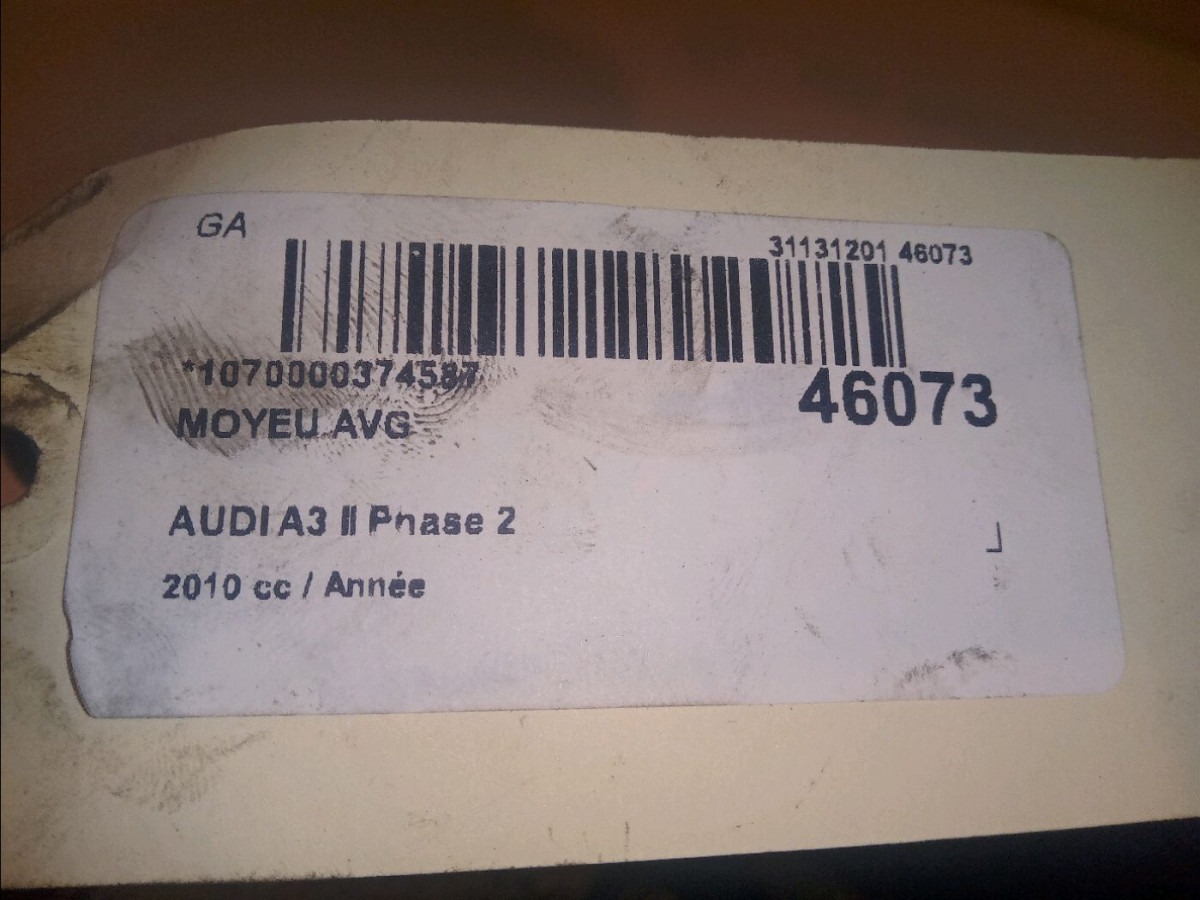 GA
31131201 46073
*1070000374587
46073
MOYEU AVG
AUDI A3 II Phase 2
2010 cc / Année